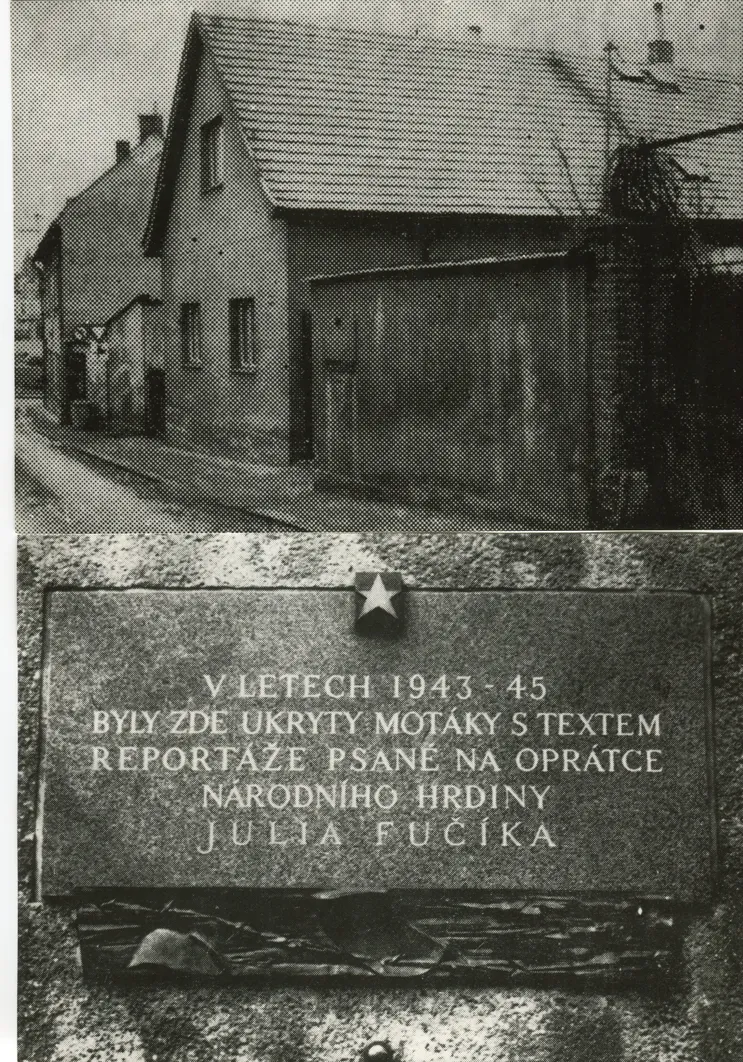 V LETECH 1943 - 45
BYLY ZDE UKRYTY MOTÁKY S TEXTEM
REPORTÁŽE PSANÉ NA OPRÁTCE
NÁRODNÍHO HRDINY
JULIA FUČÍKA